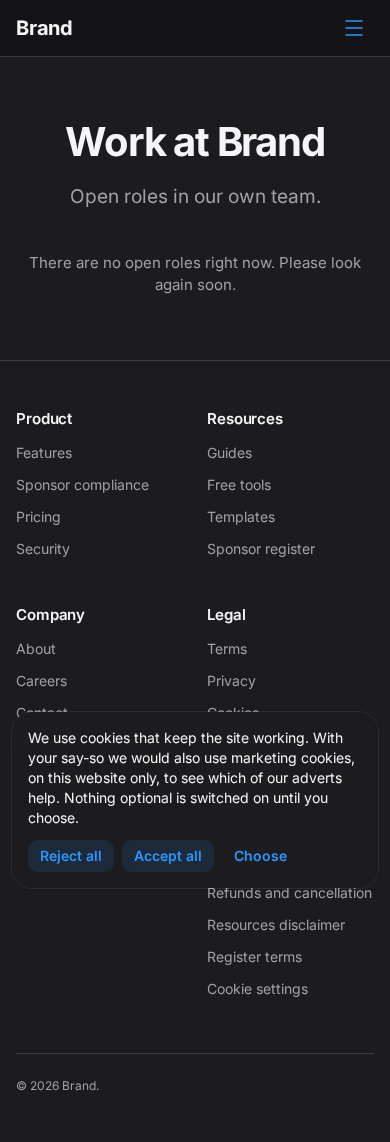 Brand
Work at Brand
Open roles in our own team.
There are no open roles right now. Please look
again soon.
Product
Features
Sponsor compliance
Pricing
Security
Resources
Guides
Free tools
Templates
Sponsor register
Company
About
Careers
Legal
Terms
Privacy
We use cookies that keep the site working. With
your say-so we would also use marketing cookies,
on this website only, to see which of our adverts
help. Nothing optional is switched on until you
choose.
Reject all
Accept all
Choose
Refunds and cancellation
Resources disclaimer
Register terms
Cookie settings
© 2026 Brand.